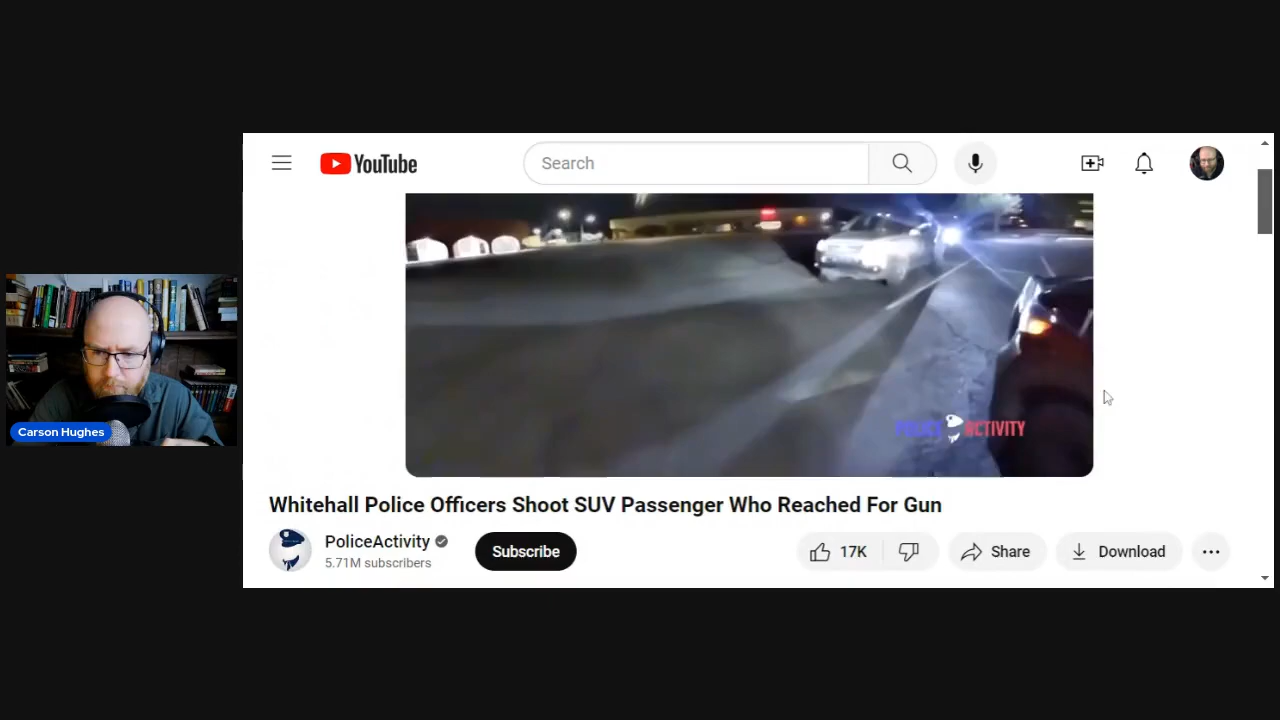 YouTube
Search
POLICE ACTIVITY
Carson Hughes
Whitehall Police Officers Shoot SUV Passenger Who Reached For Gun
PoliceActivity
5.71M subscribers
Subscribe
17K
Share
Download